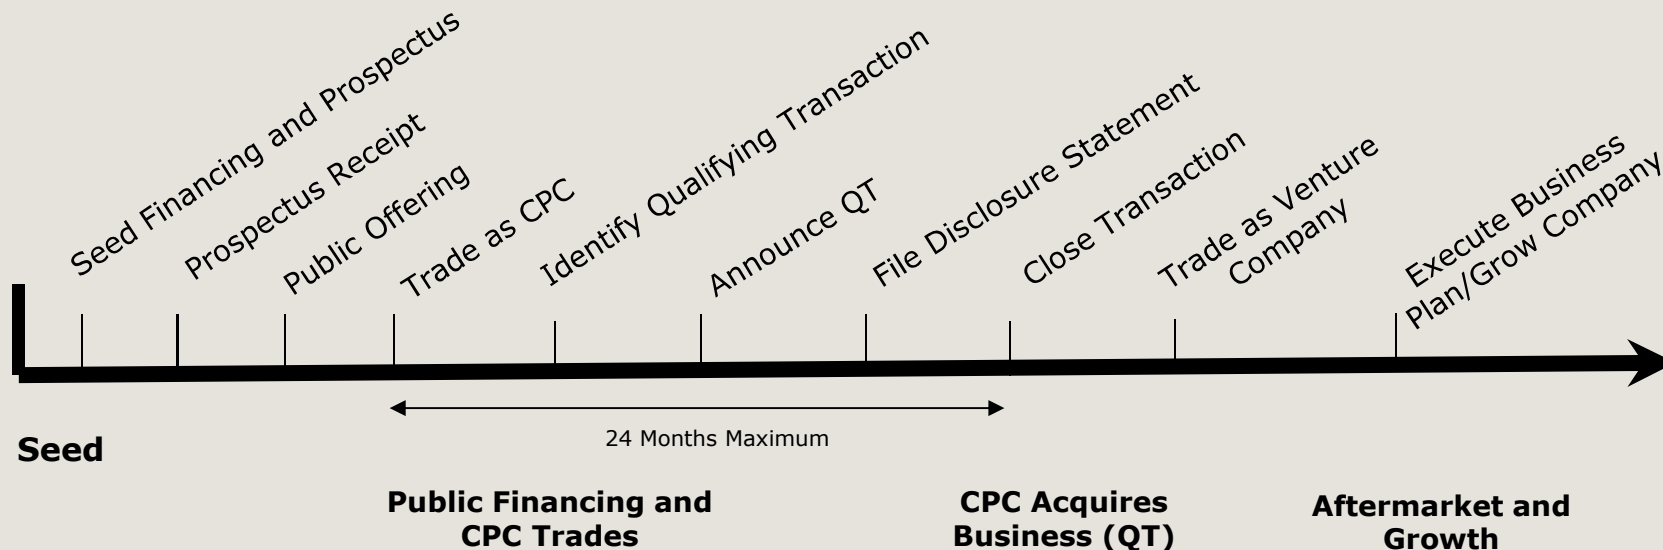 Seed Financing and Prospectus
Prospectus Receipt
Public Offering
Trade as CPC
Identify Qualifying Transaction
Announce QT
File Disclosure Statement
Close Transaction
Trade as Venture
Company
Execute Business
Plan/Grow Company
24 Months Maximum
Seed
Public Financing and
CPC Trades
CPC Acquires
Business (QT)
Aftermarket and
Growth